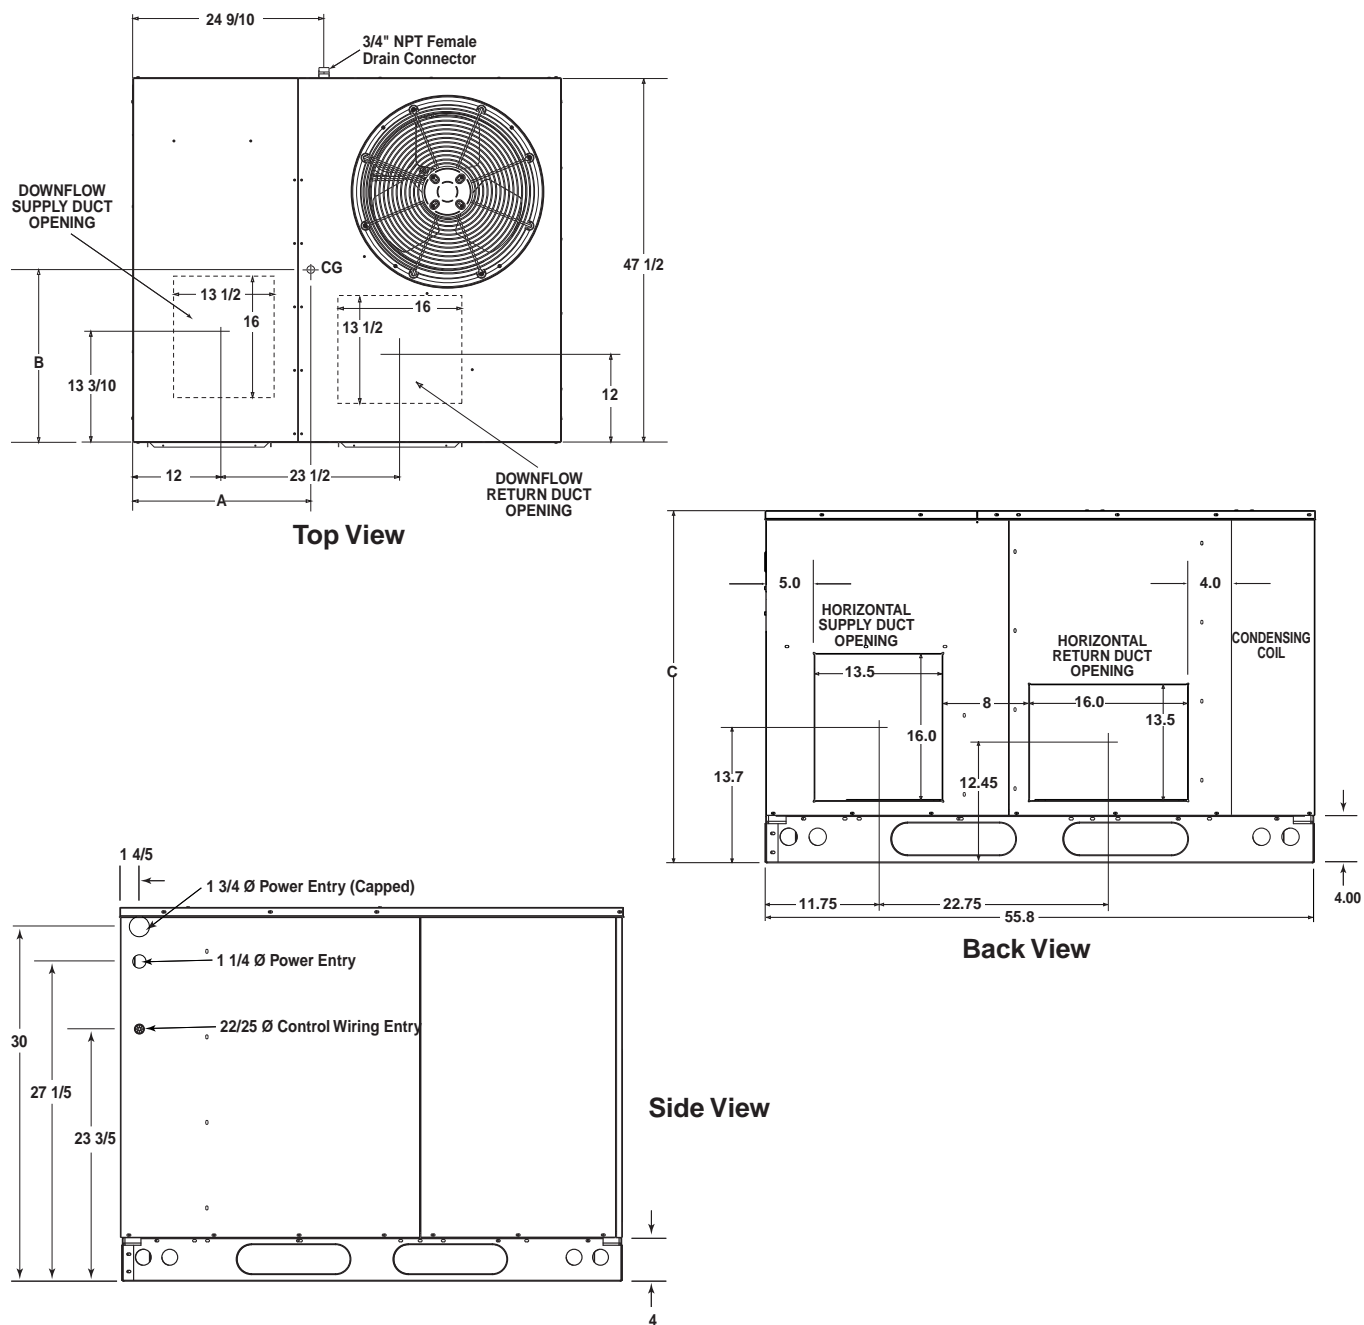 24 9/10
3/4" NPT Female
Drain Connector
DOWNFLOW
SUPPLY DUCT
OPENING
CG
47 1/2
13 1/2
16
16
13 1/2
B
13 3/10
12
12
23 1/2
A
DOWNFLOW
RETURN DUCT
OPENING
Top View
5.0
4.0
HORIZONTAL
SUPPLY DUCT
OPENING
HORIZONTAL
RETURN DUCT
OPENING
CONDENSING
COIL
C
13.5
8
16.0
13.5
16.0
13.7
12.45
11.75
22.75
4.00
55.8
Back View
1 4/5
1 3/4 Ø Power Entry (Capped)
1 1/4 Ø Power Entry
22/25 Ø Control Wiring Entry
30
27 1/5
23 3/5
Side View
4